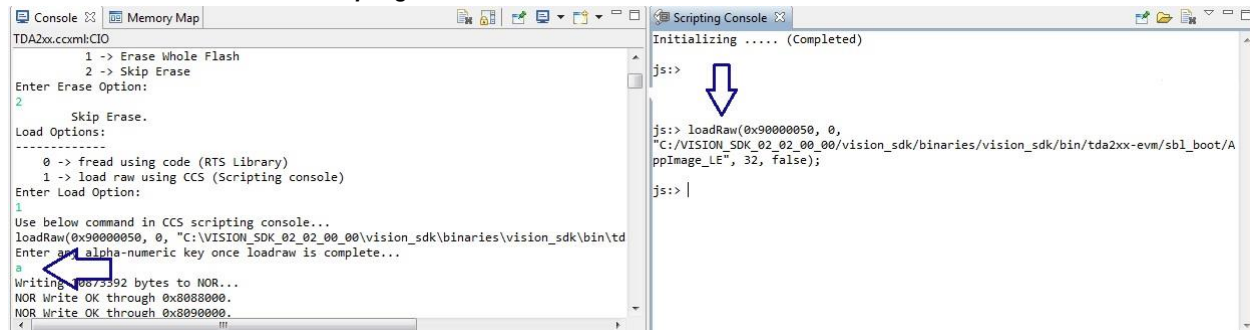 Console
Memory Map
TDA2xx.ccxml:CIO
1 -> Erase Whole Flash
2 -> Skip Erase
Enter Erase Option:
2
Skip Erase.
Load Options:
-------------
0 -> fread using code (RTS Library)
1 -> load raw using CCS (Scripting console)
Enter Load Option:
1
Use below command in CCS scripting console...
loadRaw(0x90000050, 0, "C:\VISION_SDK_02_02_00_00\vision_sdk\binaries\vision_sdk\bin\td
Enter any alpha-numeric key once loadraw is complete...
a
Writing 10873392 bytes to NOR...
NOR Write OK through 0x8088000.
NOR Write OK through 0x8090000.
Scripting Console
Initializing ..... (Completed)
js:>
js:> loadRaw(0x90000050, 0,
"C:/VISION_SDK_02_02_00_00/vision_sdk/binaries/vision_sdk/bin/tda2xx-evm/sbl_boot/A
ppImage_LE", 32, false);
js:>